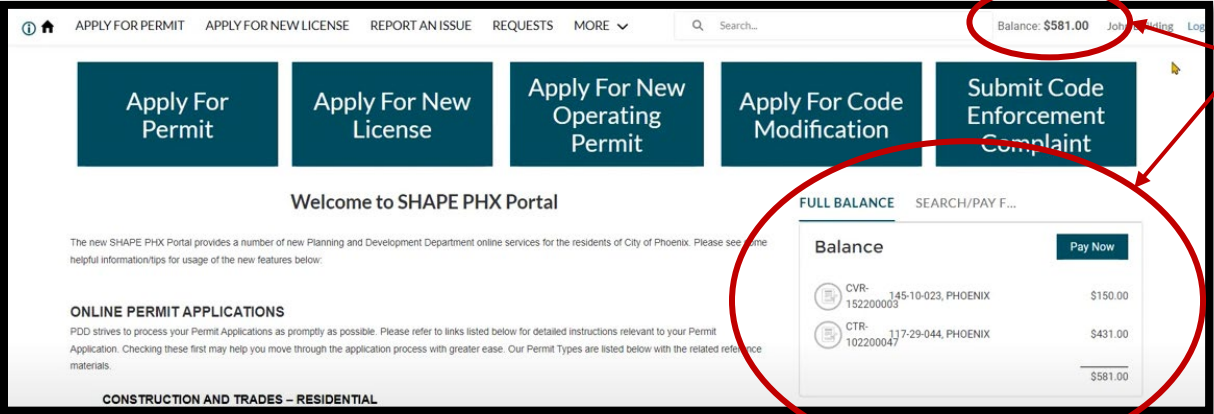 APPLY FOR PERMIT APPLY FOR NEW LICENSE REPORT AN ISSUE REQUESTS MORE Search... Balance: $581.00 Building Log
Apply For
Permit
Apply For New
License
Apply For New
Operating
Permit
Apply For Code
Modification
Submit Code
Enforcement
Complaint
Welcome to SHAPE PHX Portal
The new SHAPE PHX Portal provides a number of new Planning and Development Department online services for the residents of City of Phoenix. Please see some
helpful information/tips for usage of the new features below:
ONLINE PERMIT APPLICATIONS
PDD strives to process your Permit Applications as promptly as possible. Please refer to links listed below for detailed instructions relevant to your Permit
Application. Checking these first may help you move through the application process with greater ease. Our Permit Types are listed below with the related reference
materials.
CONSTRUCTION AND TRADES – RESIDENTIAL
FULL BALANCE SEARCH/PAY F...
Balance Pay Now
CVR-
152200003 145-10-023, PHOENIX $150.00
CTR-
102200047 117-29-044, PHOENIX $431.00
$581.00